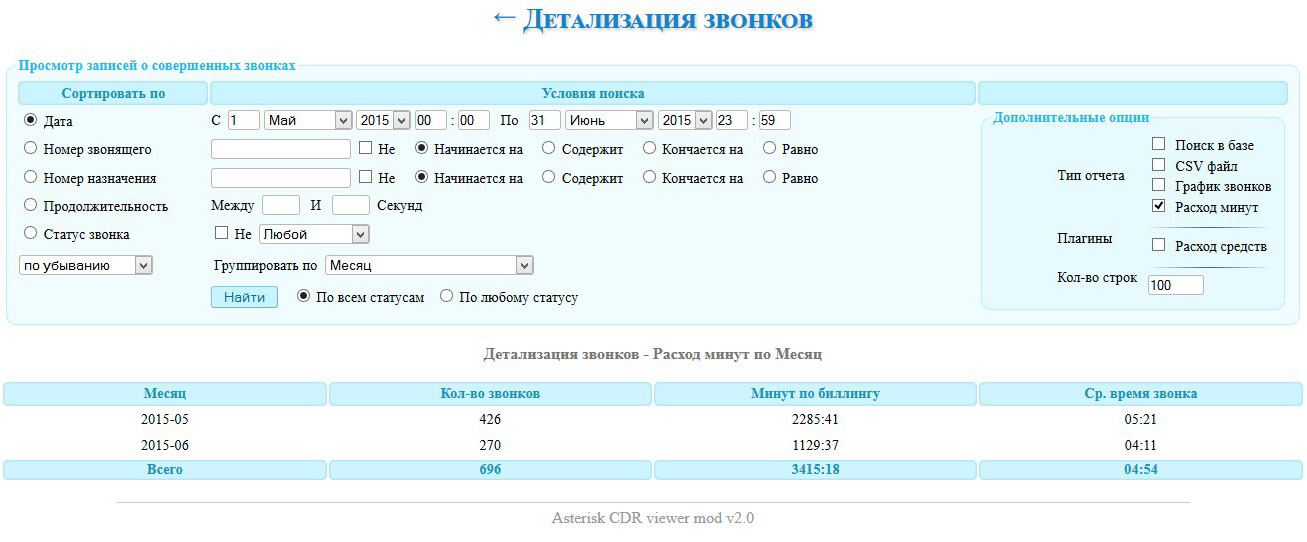 ← Детализация звонков
Просмотр записей о совершенных звонках
Сортировать по Условия поиска
Дата С 1 Май 2015 00 : 00 По 31 Июнь 2015 23 : 59
Дополнительные опции
Номер звонящего Не Начинается на Содержит Кончается на Равно
Поиск в базе
Номер назначения Не Начинается на Содержит Кончается на Равно
Тип отчета CSV файл
График звонков
Продолжительность Между И Секунд
Расход минут
Статус звонка Не Любой
Плагины Расход средств
по убыванию Группировать по Месяц
Кол-во строк 100
Найти По всем статусам По любому статусу
Детализация звонков - Расход минут по Месяц
Месяц Кол-во звонков Минут по биллингу Ср. время звонка
2015-05 426 2285:41 05:21
2015-06 270 1129:37 04:11
Всего 696 3415:18 04:54
Asterisk CDR viewer mod v2.0